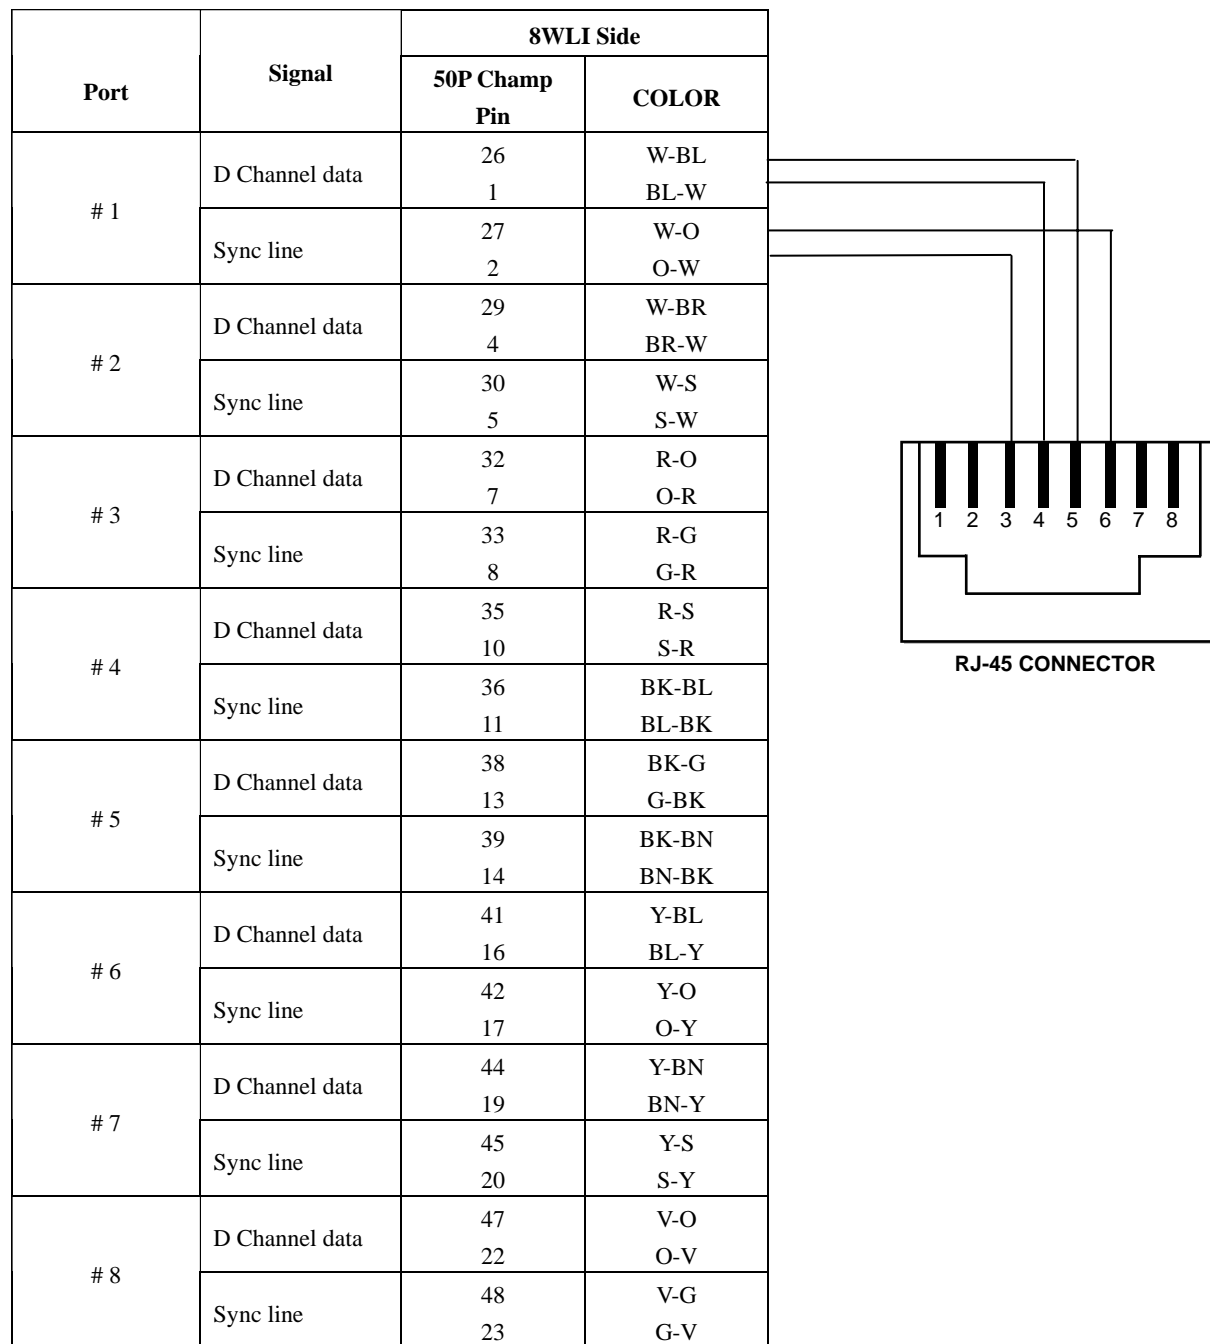 8WLI Side
Port Signal 50P Champ Pin COLOR
# 1 D Channel data 26 W-BL
1 BL-W
Sync line 27 W-O
2 O-W
# 2 D Channel data 29 W-BR
4 BR-W
Sync line 30 W-S
5 S-W
# 3 D Channel data 32 R-O
7 O-R
Sync line 33 R-G
8 G-R
# 4 D Channel data 35 R-S
10 S-R
Sync line 36 BK-BL
11 BL-BK
# 5 D Channel data 38 BK-G
13 G-BK
Sync line 39 BK-BN
14 BN-BK
# 6 D Channel data 41 Y-BL
16 BL-Y
Sync line 42 Y-O
17 O-Y
# 7 D Channel data 44 Y-BN
19 BN-Y
Sync line 45 Y-S
20 S-Y
# 8 D Channel data 47 V-O
22 O-V
Sync line 48 V-G
23 G-V
1 2 3 4 5 6 7 8
RJ-45 CONNECTOR